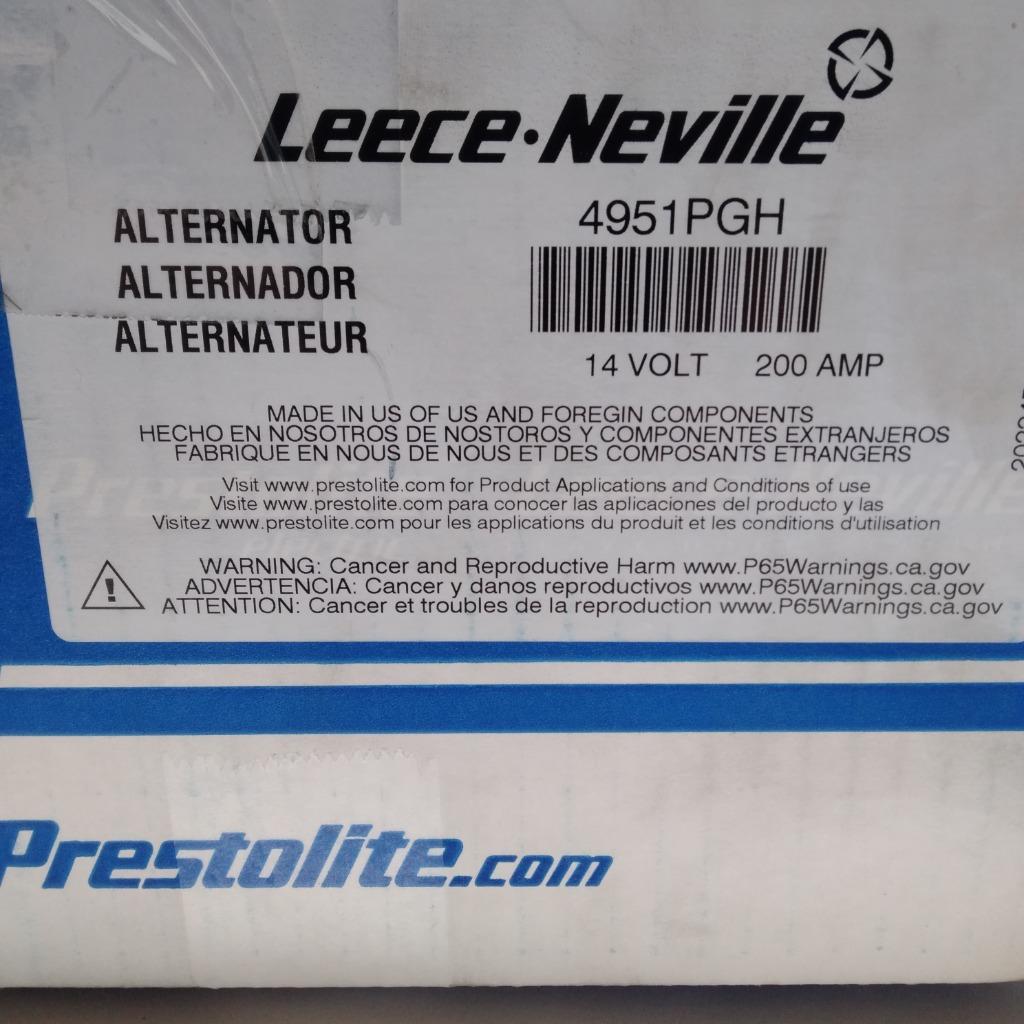 Leece·Neville
ALTERNATOR
4951PGH
ALTERNADOR
ALTERNATEUR
14 VOLT 200 AMP
MADE IN US OF US AND FOREGIN COMPONENTS
HECHO EN NOSOTROS DE NOSTOROS Y COMPONENTES EXTRANJEROS
FABRIQUE EN NOUS DE NOUS ET DES COMPOSANTS ETRANGERS
Visit www.prestolite.com for Product Applications and Conditions of use
Visite www.prestolite.com para conocer las aplicaciones del producto y las
Visitez www.prestolite.com pour les applications du produit et les conditions d'utilisation
WARNING: Cancer and Reproductive Harm www.P65Warnings.ca.gov
ADVERTENCIA: Cancer y danos reproductivos www.P65Warnings.ca.gov
ATTENTION: Cancer et troubles de la reproduction www.P65Warnings.ca.gov
Prestolite.com